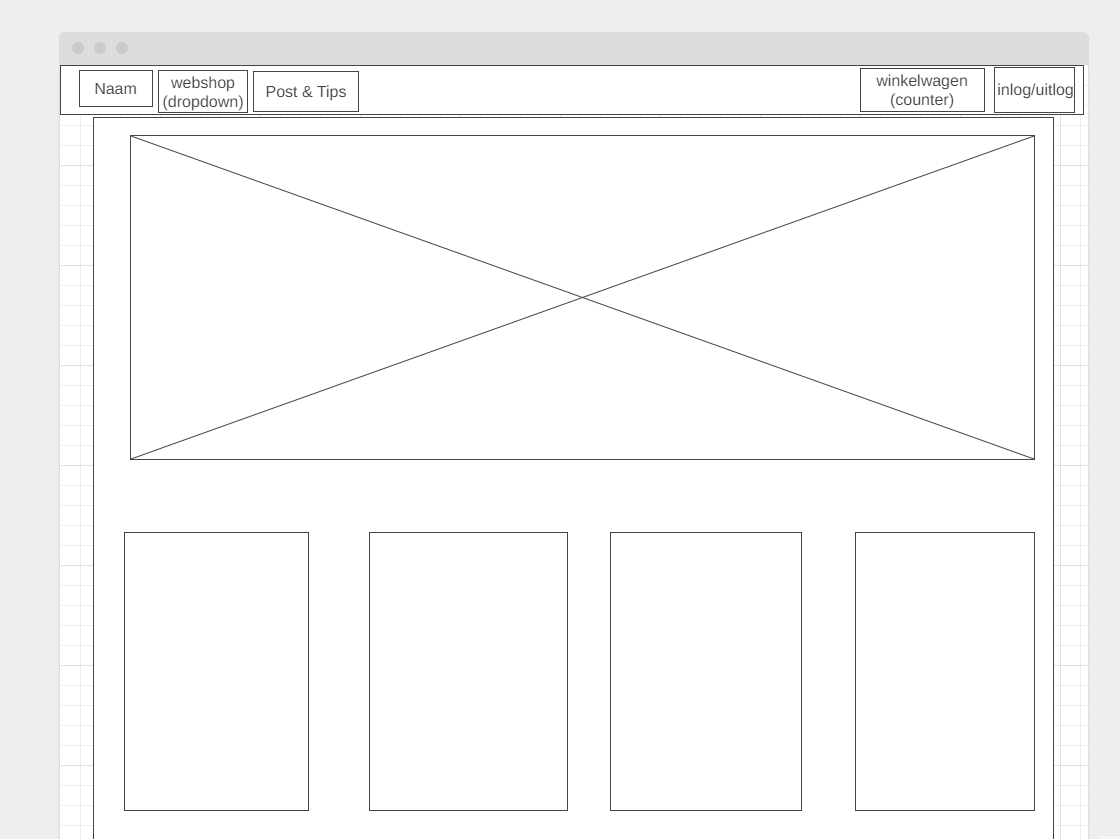 Naam
webshop
(dropdown)
Post & Tips
winkelwagen
(counter)
inlog/uitlog